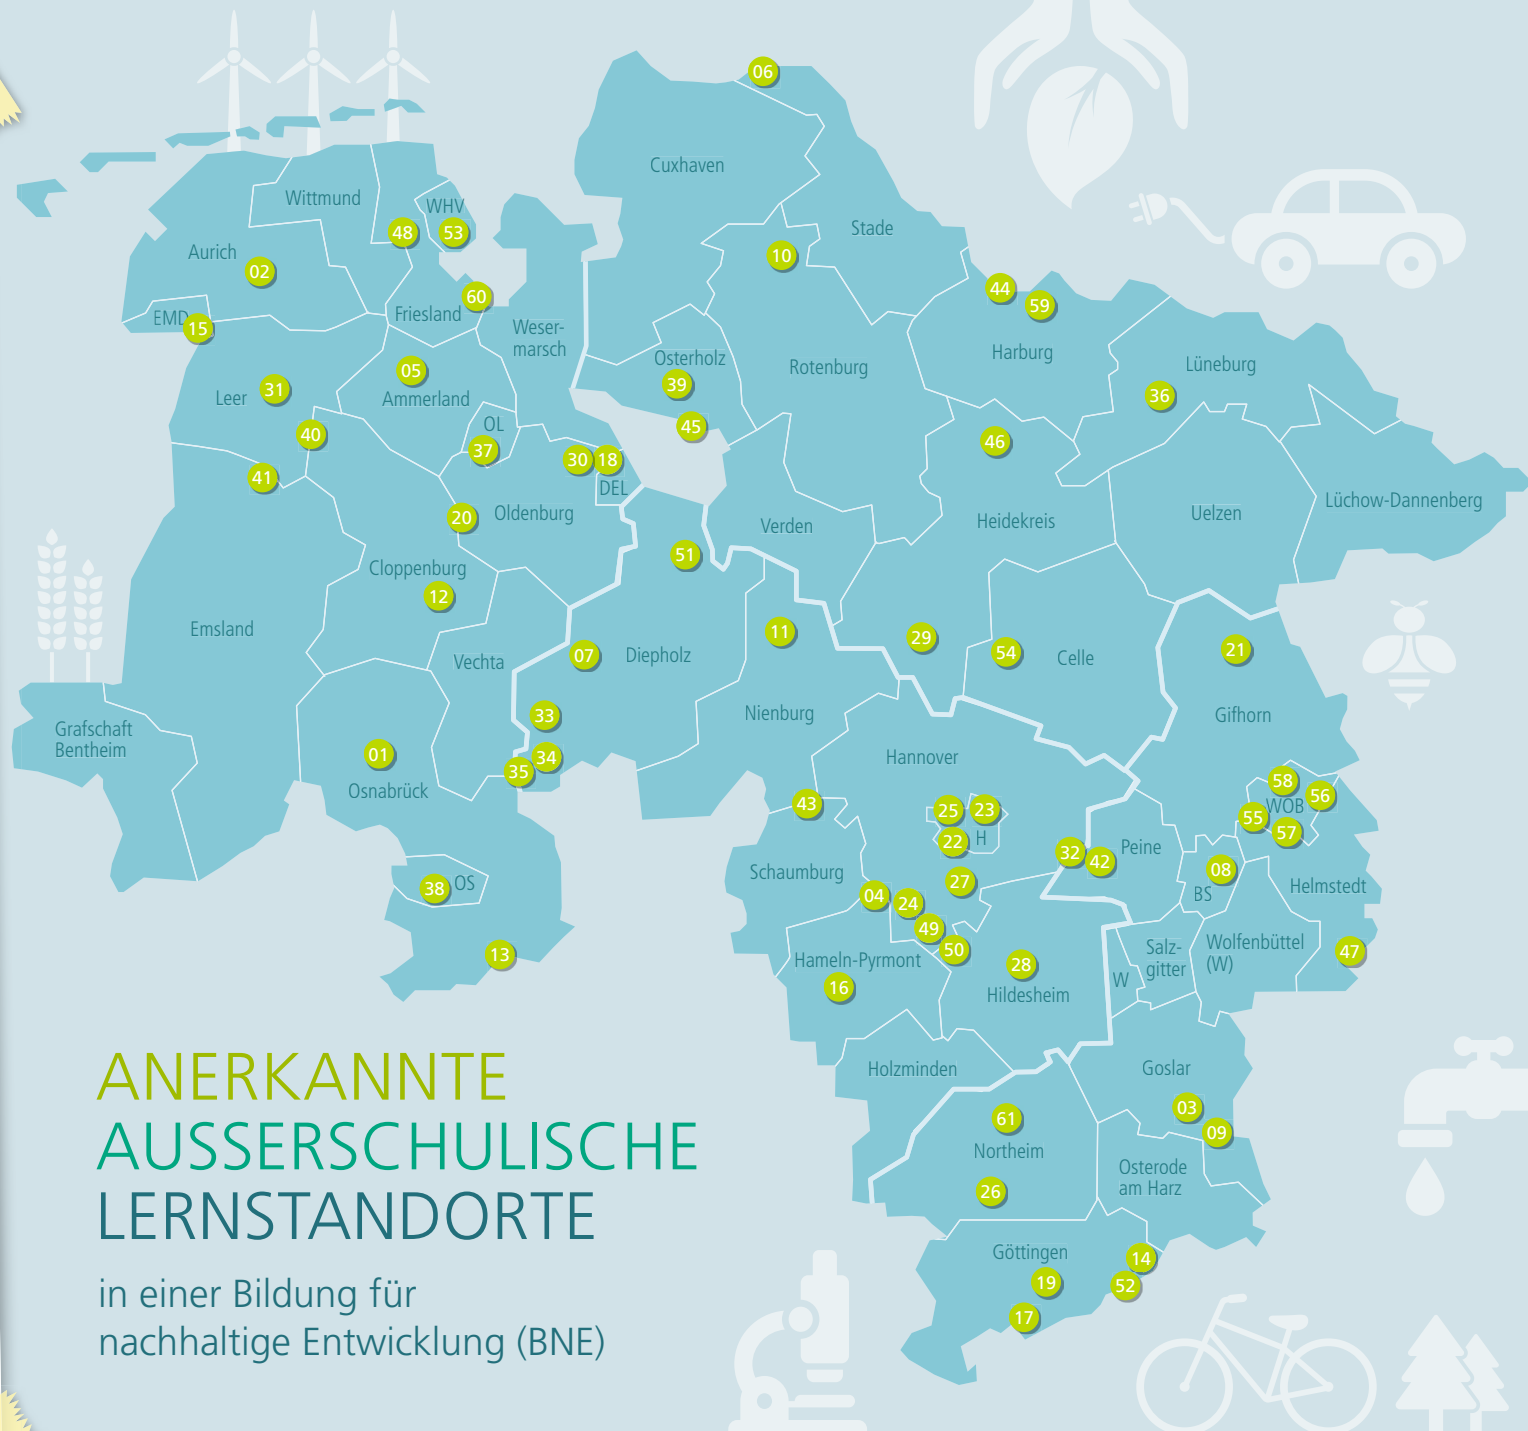 06
Cuxhaven
Wittmund
WHV
48
53
Stade
Aurich
02
10
44
59
60
EMD
15
Friesland
Weser-
marsch
Harburg
Osterholz
Rotenburg
Lüneburg
05
39
31
Leer
Ammerland
36
OL
45
40
37
46
30
18
41
DEL
Lüchow-Dannenberg
20
Oldenburg
Verden
Heidekreis
Uelzen
51
Cloppenburg
12
Emsland
11
29
21
07
Diepholz
54
Celle
Vechta
33
Nienburg
Gifhorn
Grafschaft
Bentheim
01
34
Hannover
35
Osnabrück
58
56
43
25
23
WOB
55
57
H
22
32
42
Peine
Schaumburg
27
08
38
OS
04
24
BS
Helmstedt
49
13
50
Hameln-Pyrmont
28
Salz-
gitter
Wolfenbüttel
(W)
47
16
Hildesheim
W
Holzminden
Goslar
03
61
09
Northeim
26
Osterode
am Harz
Göttingen
14
19
52
17
ANERKANNTE
AUSSERSCHULISCHE
LERNSTANDORTE
in einer Bildung für
nachhaltige Entwicklung (BNE)